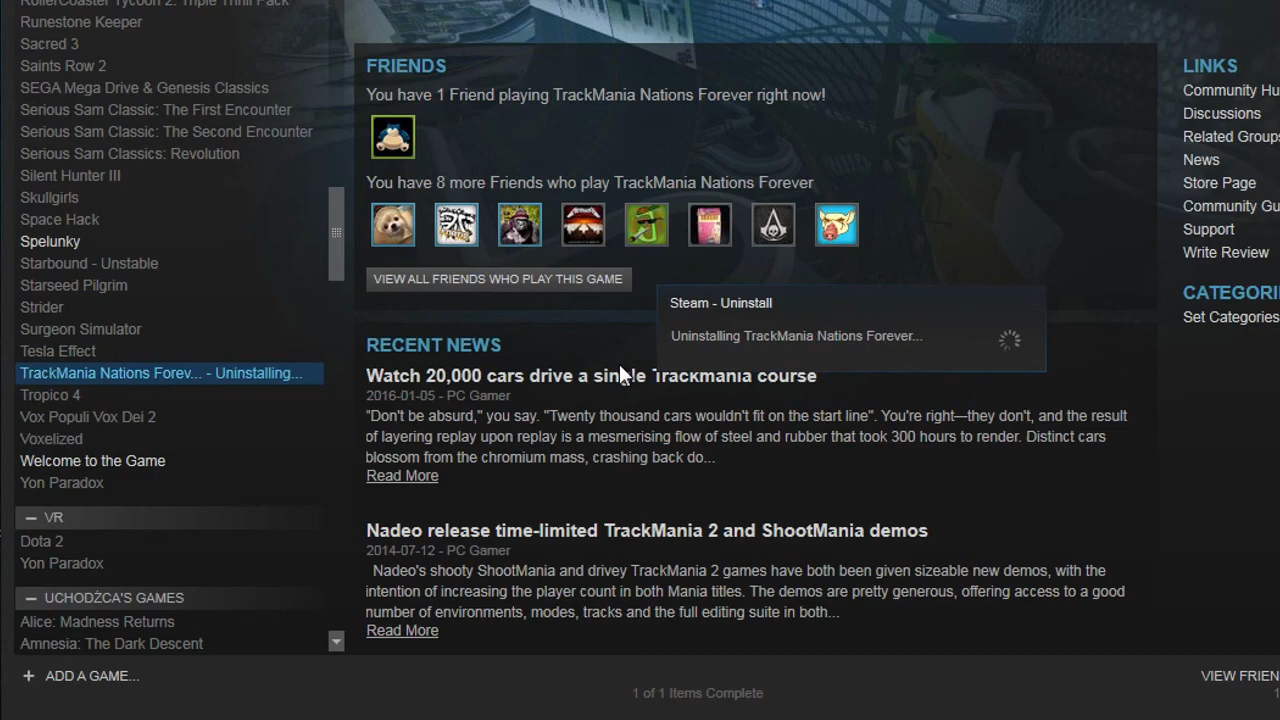 RollerCoaster Tycoon 2: Triple Thrill Pack
Runestone Keeper
Sacred 3
Saints Row 2
SEGA Mega Drive & Genesis Classics
Serious Sam Classic: The First Encounter
Serious Sam Classic: The Second Encounter
Serious Sam Classics: Revolution
Silent Hunter III
Skullgirls
Space Hack
Spelunky
Starbound - Unstable
Starseed Pilgrim
Strider
Surgeon Simulator
Tesla Effect
TrackMania Nations Forev... - Uninstalling...
Tropico 4
Vox Populi Vox Dei 2
Voxelized
Welcome to the Game
Yon Paradox
VR
Dota 2
Yon Paradox
UCHODŹCA'S GAMES
Alice: Madness Returns
Amnesia: The Dark Descent
+ ADD A GAME...
FRIENDS
You have 1 Friend playing TrackMania Nations Forever right now!
You have 8 more Friends who play TrackMania Nations Forever
VIEW ALL FRIENDS WHO PLAY THIS GAME
Steam - Uninstall
Uninstalling TrackMania Nations Forever...
RECENT NEWS
Watch 20,000 cars drive a single Trackmania course
2016-01-05 - PC Gamer
"Don't be absurd," you say. "Twenty thousand cars wouldn't fit on the start line". You're right—they don't, and the result
of layering replay upon replay is a mesmerising flow of steel and rubber that took 300 hours to render. Distinct cars
blossom from the chromium mass, crashing back do...
Read More
Nadeo release time-limited TrackMania 2 and ShootMania demos
2014-07-12 - PC Gamer
Nadeo's shooty ShootMania and drivey TrackMania 2 games have both been given sizeable new demos, with the
intention of increasing the player count in both Mania titles. The demos are pretty generous, offering access to a good
number of environments, modes, tracks and the full editing suite in both...
Read More
1 of 1 Items Complete
LINKS
Community Hu
Discussions
Related Groups
News
Store Page
Community Gu
Support
Write Review
CATEGORI
Set Categories
VIEW FRIEN